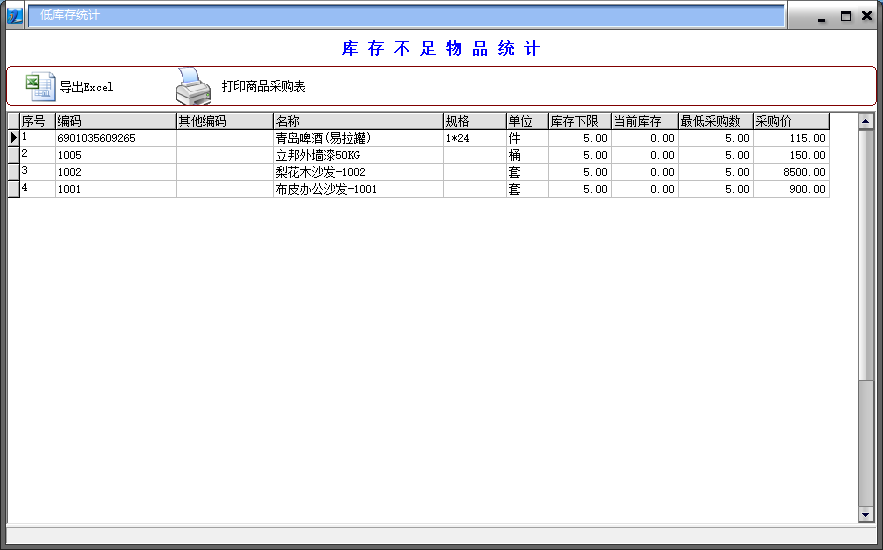 低库存统计
库存不足物品统计
导出Excel 打印商品采购表
序号 编码 其他编码 名称 规格 单位 库存下限 当前库存 最低采购数 采购价
1 6901035609265 青岛啤酒(易拉罐) 1*24 件 5.00 0.00 5.00 115.00
2 1005 立邦外墙漆50KG 桶 5.00 0.00 5.00 150.00
3 1002 梨花木沙发-1002 套 5.00 0.00 5.00 8500.00
4 1001 布皮办公沙发-1001 套 5.00 0.00 5.00 900.00